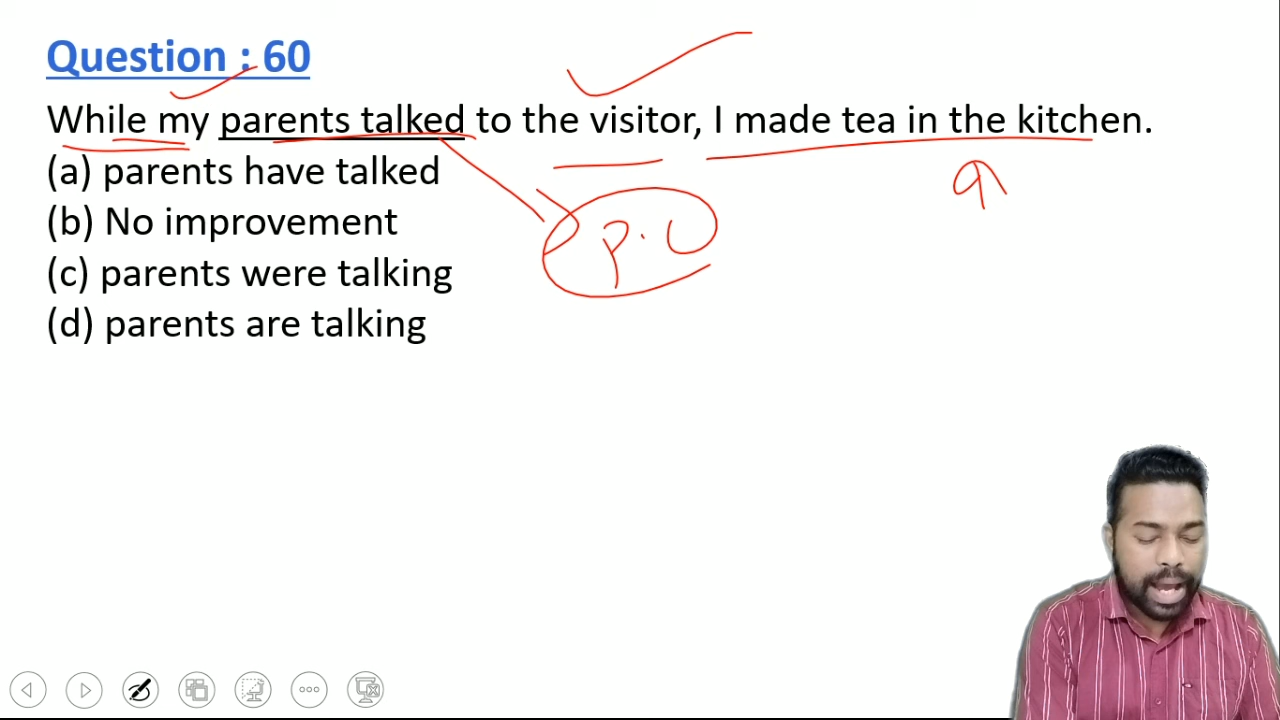 Question : 60
While my parents talked to the visitor, I made tea in the kitchen.
(a) parents have talked
(b) No improvement
(c) parents were talking
(d) parents are talking